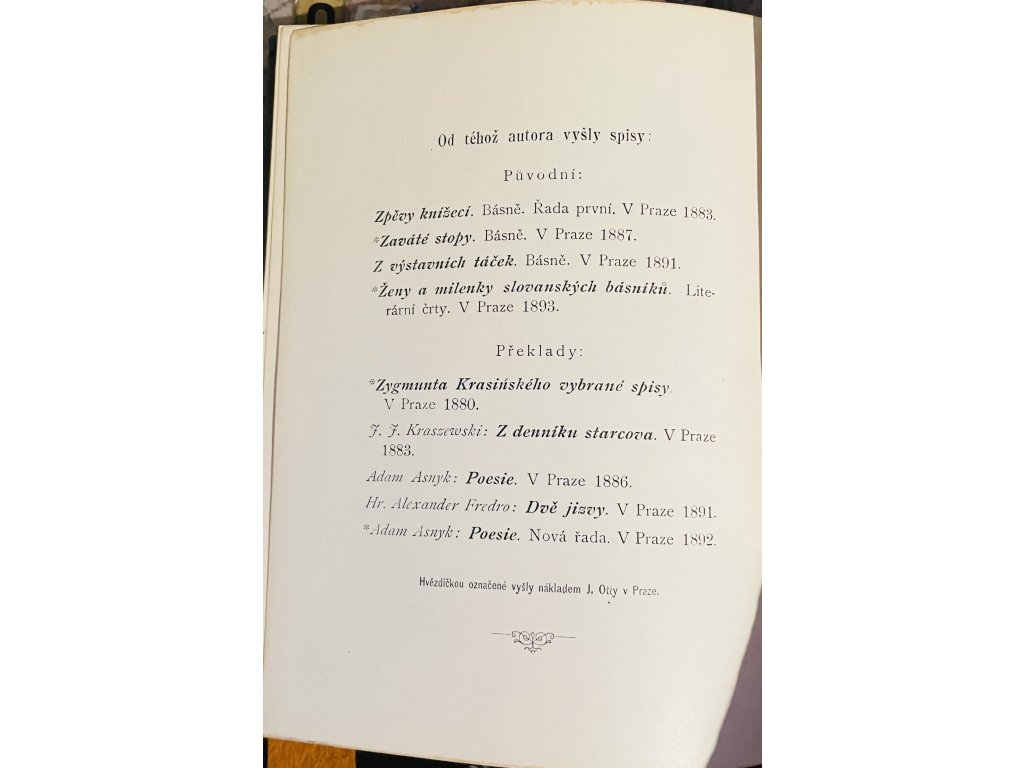 Od téhož autora vyšly spisy:
Původní:
Zpěvy knížecí. Básně. Řada první. V Praze 1883.
*Zaváté stopy. Básně. V Praze 1887.
Z výstavních táček. Básně. V Praze 1891.
*Ženy a milenky slovanských básníků. Lite-
rární črty. V Praze 1893.
Překlady:
*Zygmunta Krasińského vybrané spisy.
V Praze 1880.
J. J. Kraszewski: Z denníku starcova. V Praze
1883.
Adam Asnyk: Poesie. V Praze 1886.
Hr. Alexander Fredro: Dvě jizvy. V Praze 1891.
*Adam Asnyk: Poesie. Nová řada. V Praze 1892.
Hvězdičkou označené vyšly nákladem J. Otty v Praze.